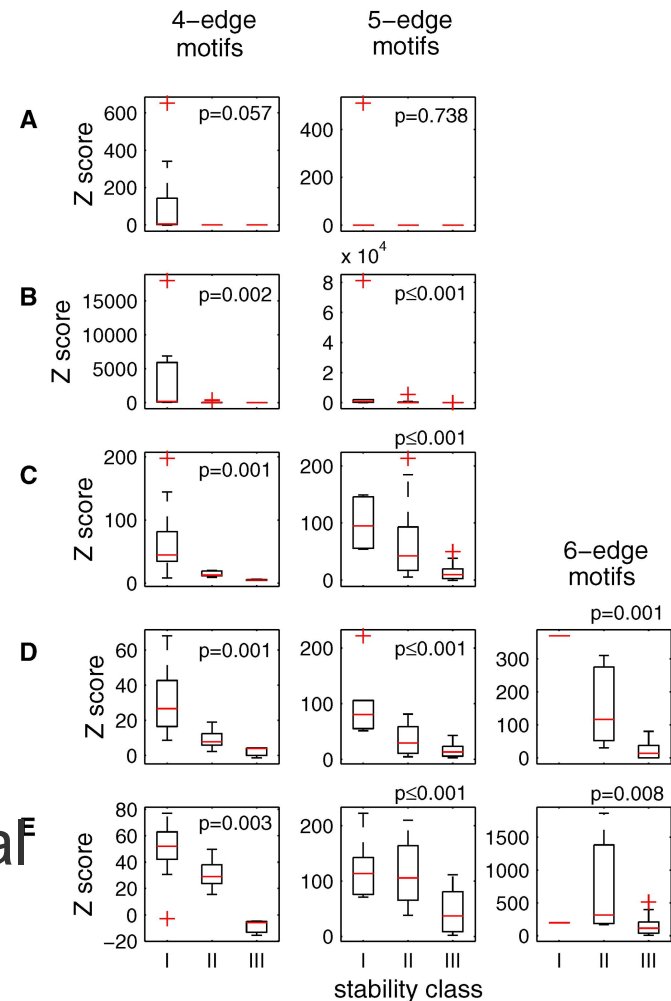 4−edge motifs
5−edge motifs
A
Z score
600
400
200
0
p=0.057
400
200
0
p=0.738
B
Z score
15000
10000
5000
0
p=0.002
x 10^4
8
6
4
2
0
p≤0.001
C
Z score
200
100
0
p=0.001
200
100
0
p≤0.001
6−edge motifs
D
Z score
60
40
20
0
p=0.001
200
100
0
p≤0.001
300
200
100
0
p=0.001
al
E
Z score
80
60
40
20
0
−20
p=0.003
200
100
0
p≤0.001
1500
1000
500
0
p=0.008
I II III
I II III
I II III
stability class